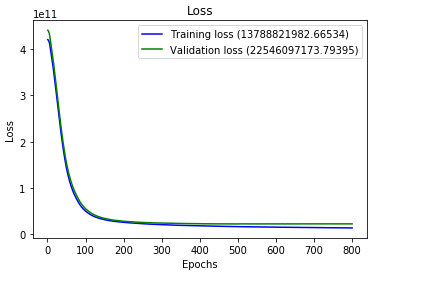 Loss
1e11
Training loss (13788821982.66534)
Validation loss (22546097173.79395)
4
3
2
1
0
Loss
0 100 200 300 400 500 600 700 800
Epochs